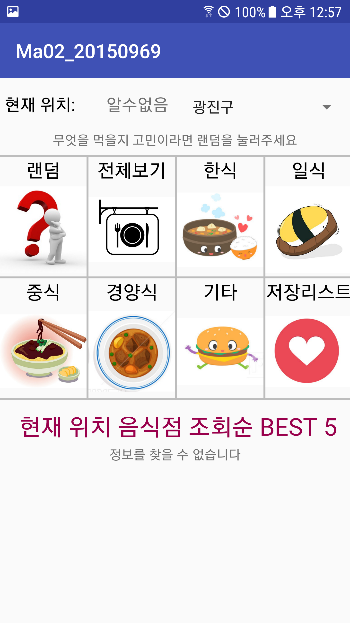 100% 오후 12:57
Ma02_20150969
현재 위치: 알수없음 광진구
무엇을 먹을지 고민이라면 랜덤을 눌러주세요
랜덤 전체보기 한식 일식
중식 경양식 기타 저장리스트
현재 위치 음식점 조회순 BEST 5
정보를 찾을 수 없습니다